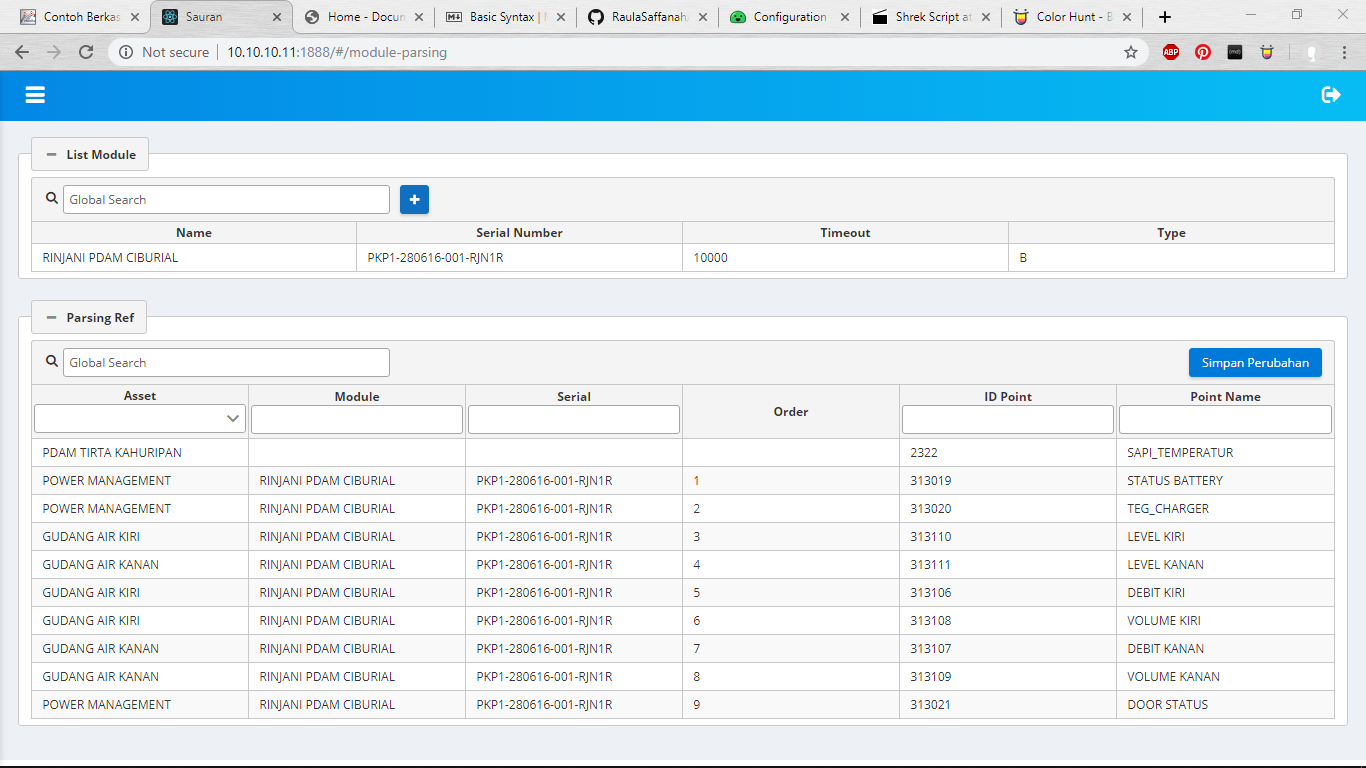 Contoh Berkas
Sauran
Home - Docun
Basic Syntax |
RaulaSaffanah
Configuration
Shrek Script at
Color Hunt - B
Not secure | 10.10.10.11:1888/#/module-parsing
ABP
List Module
Global Search
Name Serial Number Timeout Type
RINJANI PDAM CIBURIAL PKP1-280616-001-RJN1R 10000 B
Parsing Ref
Global Search Simpan Perubahan
Asset Module Serial Order ID Point Point Name
PDAM TIRTA KAHURIPAN 2322 SAPI_TEMPERATUR
POWER MANAGEMENT RINJANI PDAM CIBURIAL PKP1-280616-001-RJN1R 1 313019 STATUS BATTERY
POWER MANAGEMENT RINJANI PDAM CIBURIAL PKP1-280616-001-RJN1R 2 313020 TEG_CHARGER
GUDANG AIR KIRI RINJANI PDAM CIBURIAL PKP1-280616-001-RJN1R 3 313110 LEVEL KIRI
GUDANG AIR KANAN RINJANI PDAM CIBURIAL PKP1-280616-001-RJN1R 4 313111 LEVEL KANAN
GUDANG AIR KIRI RINJANI PDAM CIBURIAL PKP1-280616-001-RJN1R 5 313106 DEBIT KIRI
GUDANG AIR KIRI RINJANI PDAM CIBURIAL PKP1-280616-001-RJN1R 6 313108 VOLUME KIRI
GUDANG AIR KANAN RINJANI PDAM CIBURIAL PKP1-280616-001-RJN1R 7 313107 DEBIT KANAN
GUDANG AIR KANAN RINJANI PDAM CIBURIAL PKP1-280616-001-RJN1R 8 313109 VOLUME KANAN
POWER MANAGEMENT RINJANI PDAM CIBURIAL PKP1-280616-001-RJN1R 9 313021 DOOR STATUS